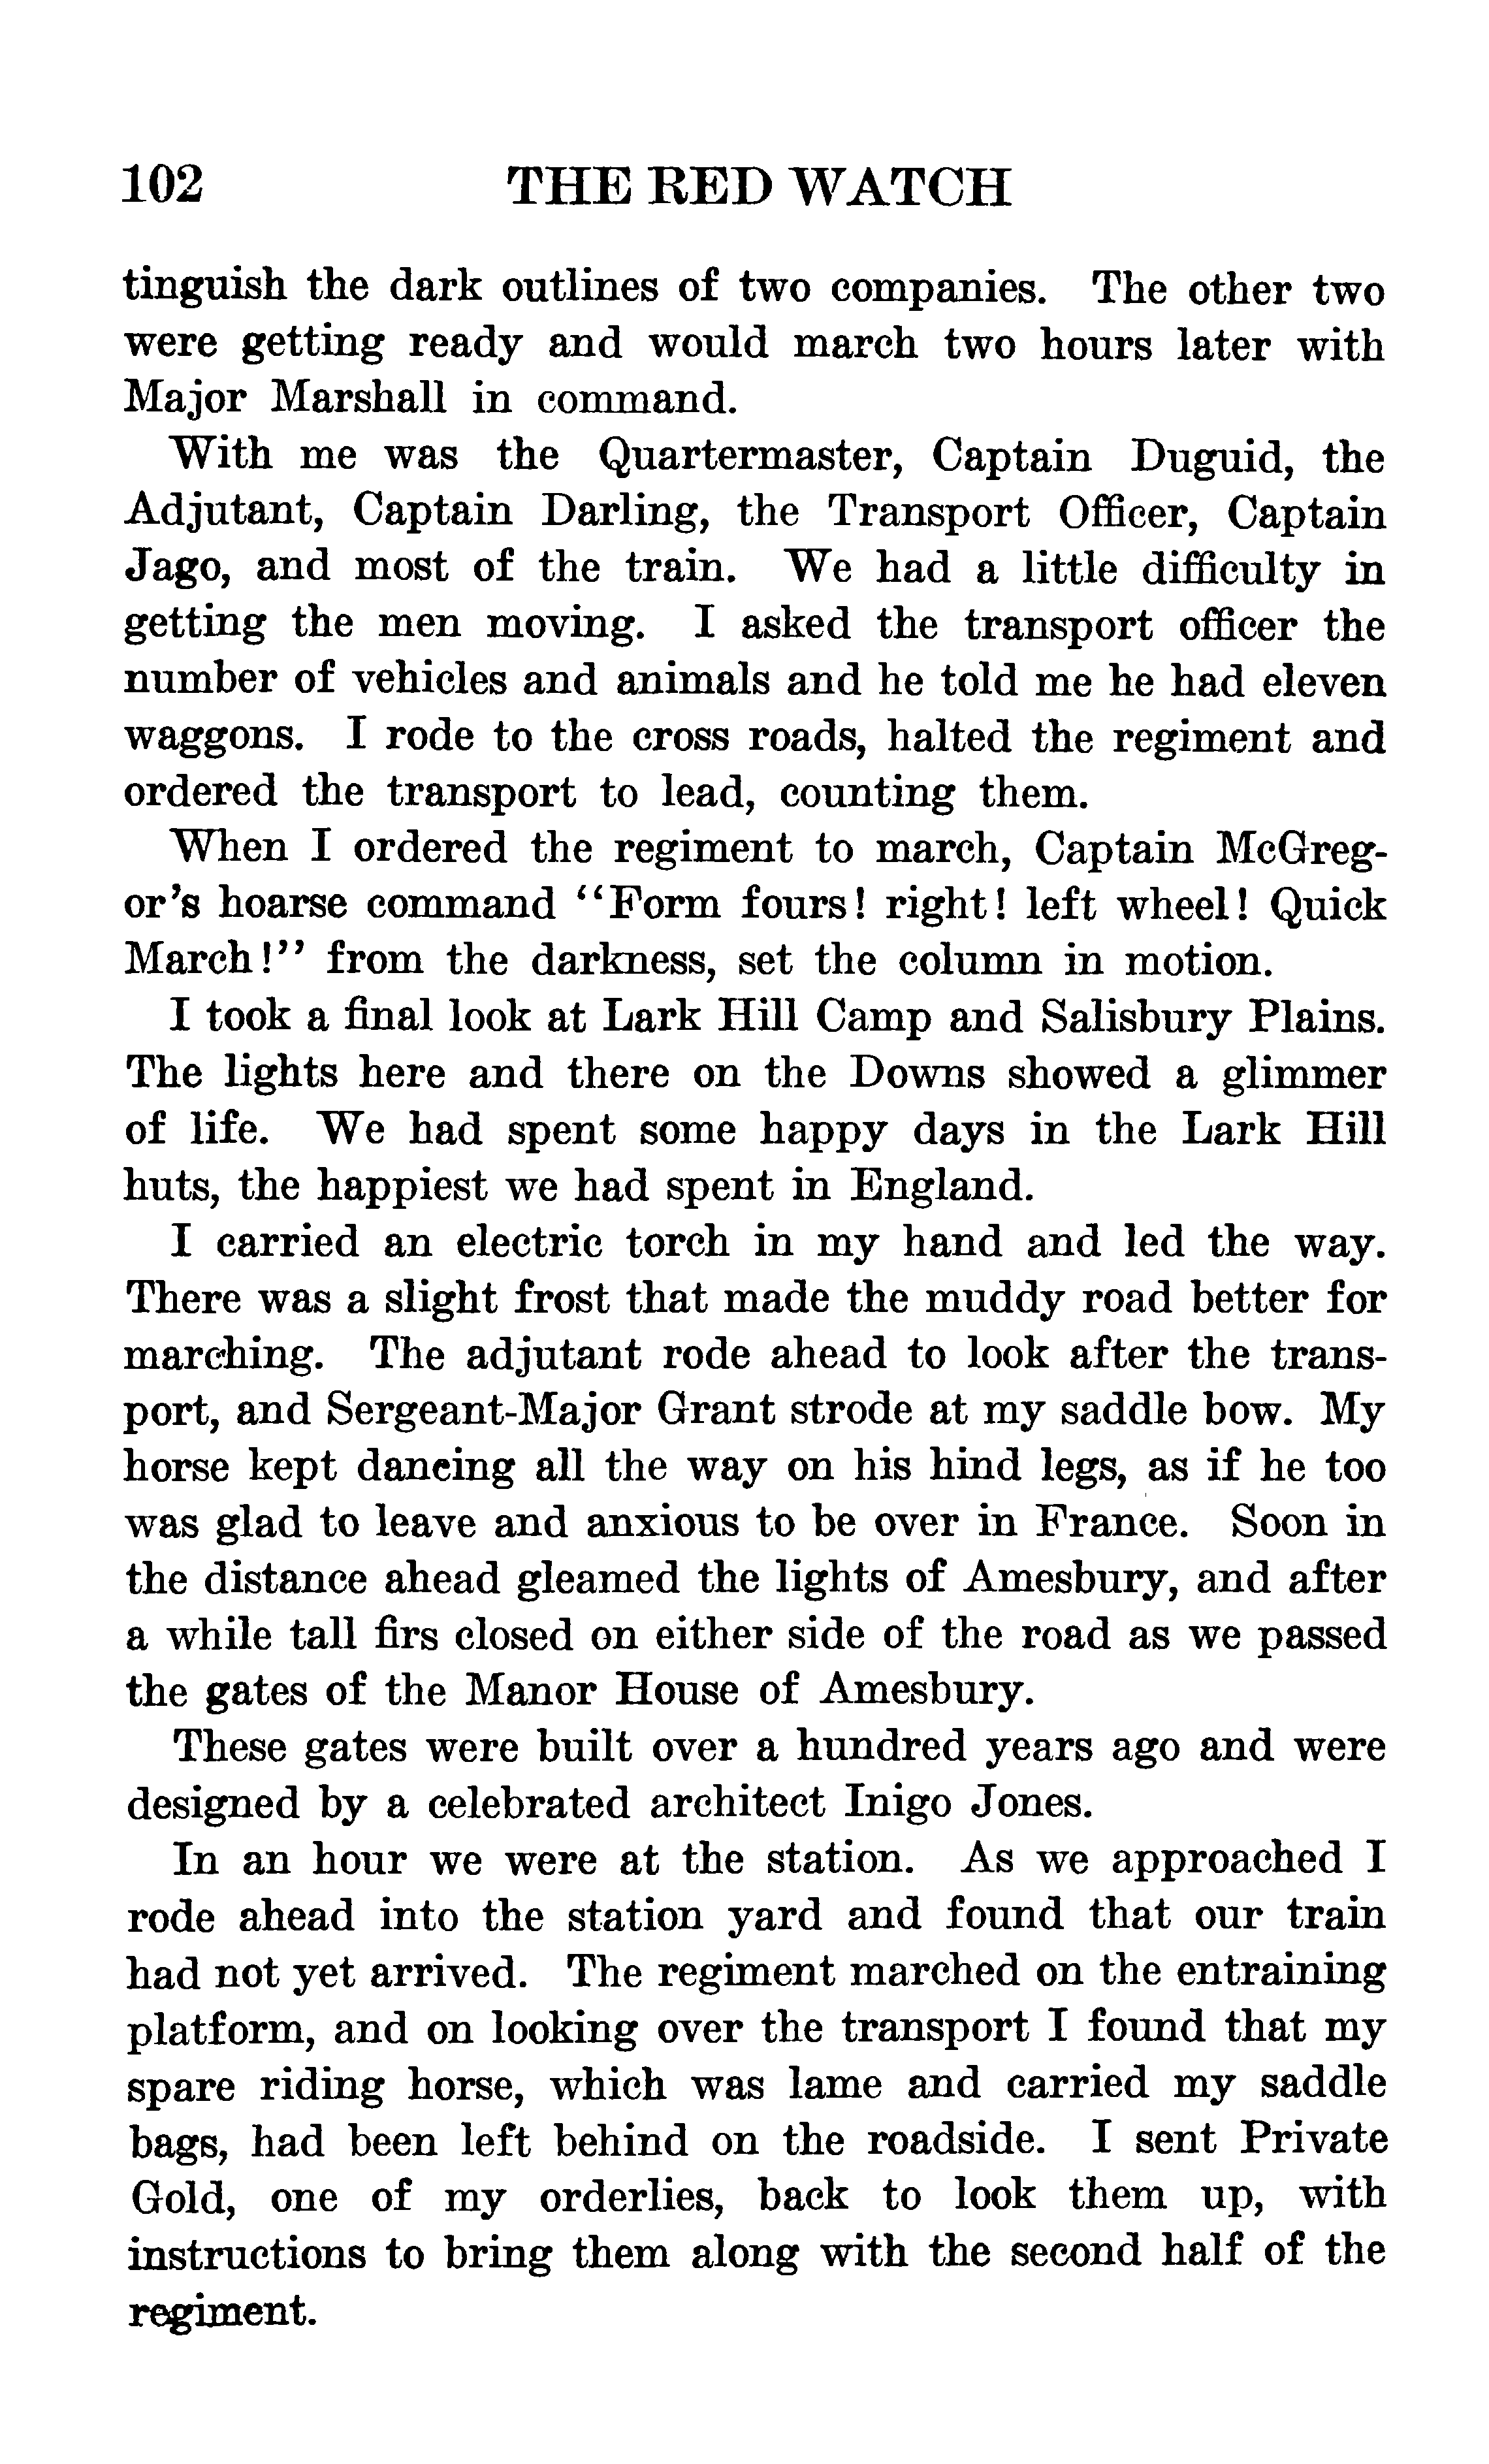 102 THE RED WATCH
tinguish the dark outlines of two companies. The other two
were getting ready and would march two hours later with
Major Marshall in command.
With me was the Quartermaster, Captain Duguid, the
Adjutant, Captain Darling, the Transport Officer, Captain
Jago, and most of the train. We had a little difficulty in
getting the men moving. I asked the transport officer the
number of vehicles and animals and he told me he had eleven
waggons. I rode to the cross roads, halted the regiment and
ordered the transport to lead, counting them.
When I ordered the regiment to march, Captain McGreg-
or's hoarse command "Form fours! right! left wheel! Quick
March!" from the darkness, set the column in motion.
I took a final look at Lark Hill Camp and Salisbury Plains.
The lights here and there on the Downs showed a glimmer
of life. We had spent some happy days in the Lark Hill
huts, the happiest we had spent in England.
I carried an electric torch in my hand and led the way.
There was a slight frost that made the muddy road better for
marching. The adjutant rode ahead to look after the trans-
port, and Sergeant-Major Grant strode at my saddle bow. My
horse kept dancing all the way on his hind legs, as if he too
was glad to leave and anxious to be over in France. Soon in
the distance ahead gleamed the lights of Amesbury, and after
a while tall firs closed on either side of the road as we passed
the gates of the Manor House of Amesbury.
These gates were built over a hundred years ago and were
designed by a celebrated architect Inigo Jones.
In an hour we were at the station. As we approached I
rode ahead into the station yard and found that our train
had not yet arrived. The regiment marched on the entraining
platform, and on looking over the transport I found that my
spare riding horse, which was lame and carried my saddle
bags, had been left behind on the roadside. I sent Private
Gold, one of my orderlies, back to look them up, with
instructions to bring them along with the second half of the
regiment.